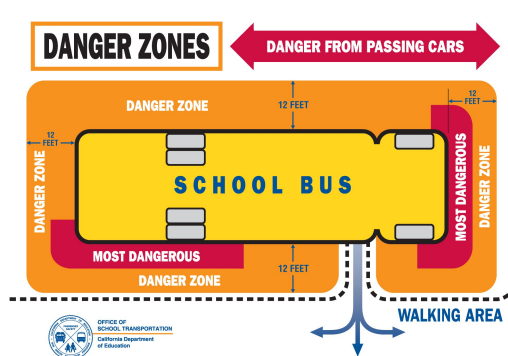 DANGER ZONES
DANGER FROM PASSING CARS
DANGER ZONE
12 FEET
12
FEET
12
FEET
DANGER ZONE
SCHOOL BUS
MOST DANGEROUS
DANGER ZONE
MOST DANGEROUS
DANGER ZONE
12 FEET
WALKING AREA
OFFICE OF
SCHOOL TRANSPORTATION
California Department
of Education